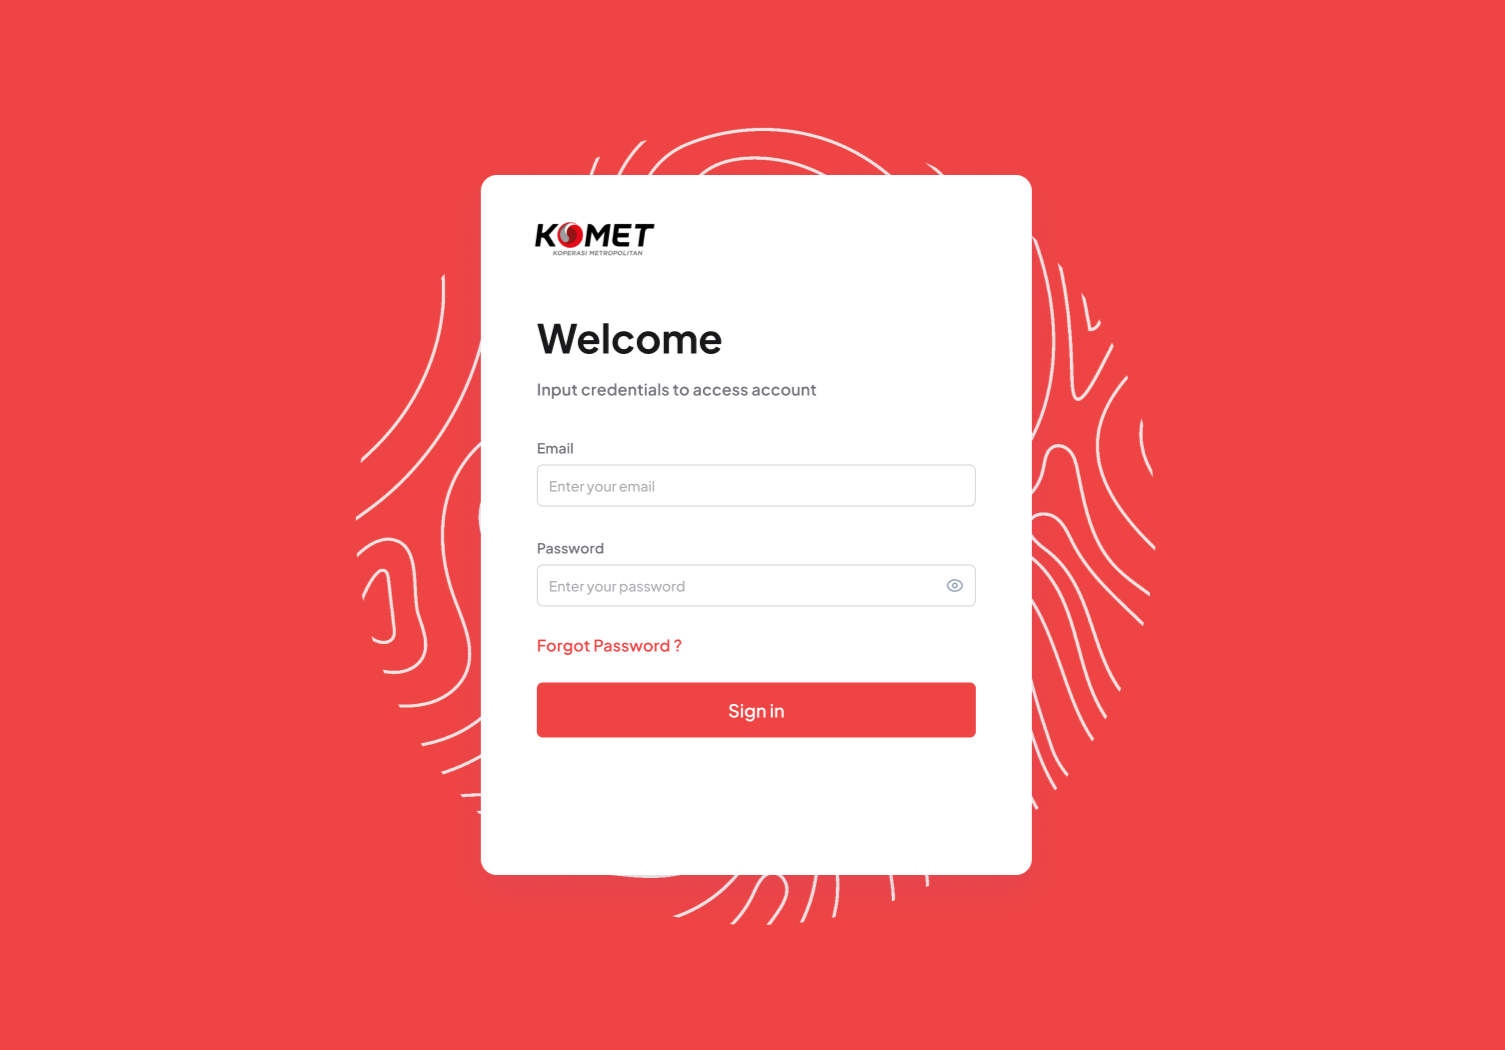 KOMET
KOPERASI METROPOLITAN
Welcome
Input credentials to access account
Email
Enter your email
Password
Enter your password
Forgot Password ?
Sign in